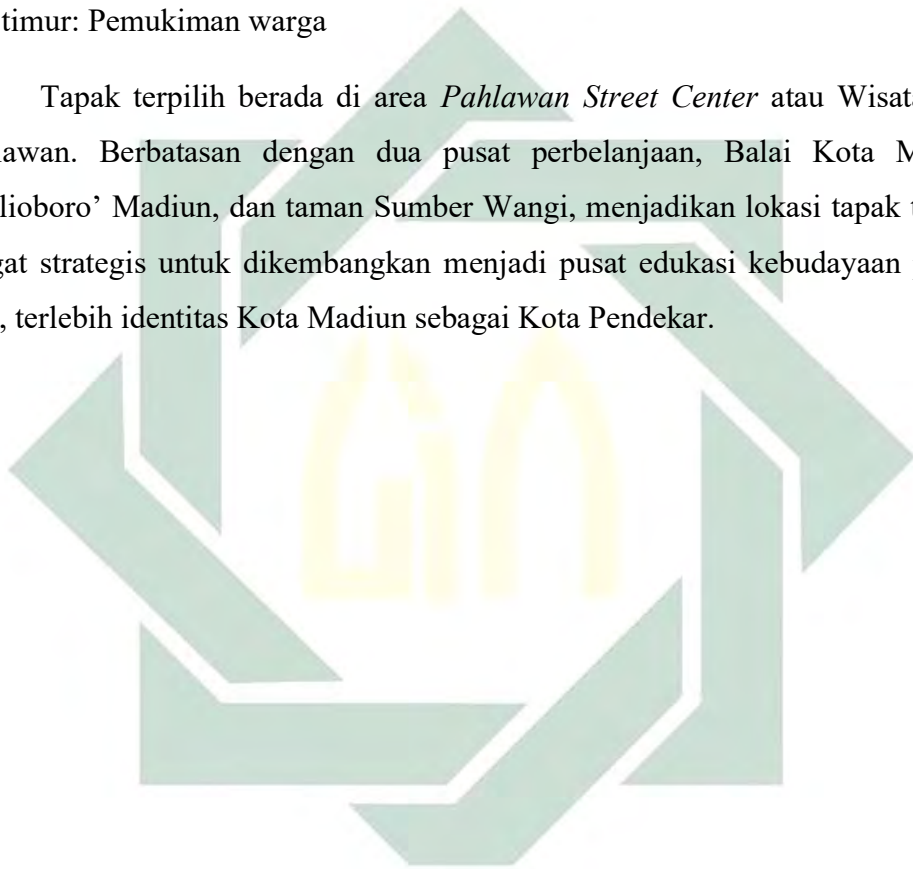 timur: Pemukiman warga
Tapak terpilih berada di area Pahlawan Street Center atau Wisata
lawan. Berbatasan dengan dua pusat perbelanjaan, Balai Kota M
lioboro’ Madiun, dan taman Sumber Wangi, menjadikan lokasi tapak t
gat strategis untuk dikembangkan menjadi pusat edukasi kebudayaan
, terlebih identitas Kota Madiun sebagai Kota Pendekar.